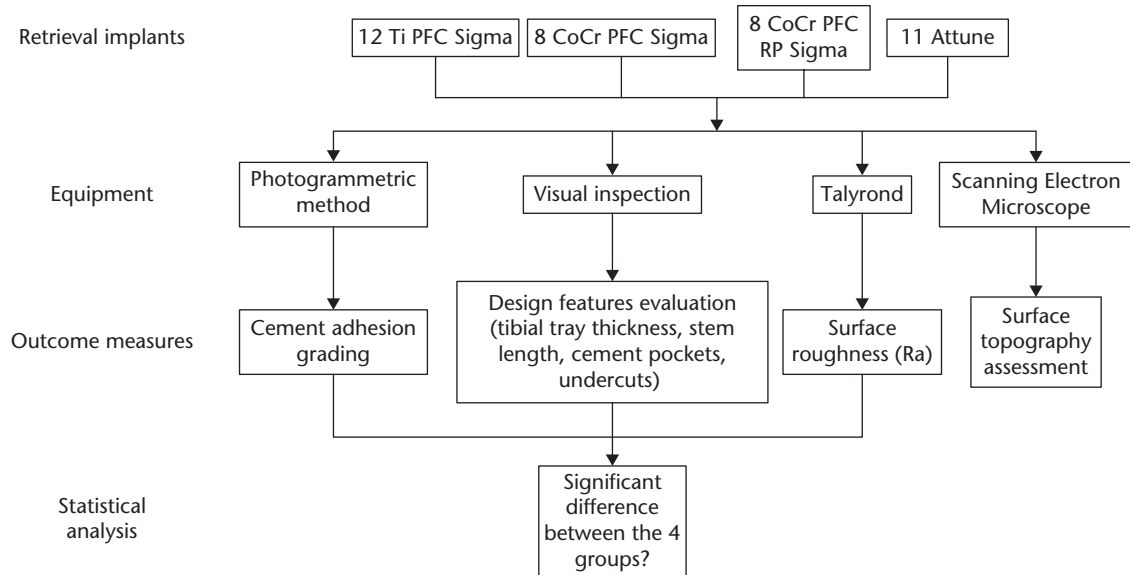 Retrieval implants
12 Ti PFC Sigma
8 CoCr PFC Sigma
8 CoCr PFC
RP Sigma
11 Attune
Equipment
Photogrammetric
method
Visual inspection
Talyrond
Scanning Electron
Microscope
Outcome measures
Cement adhesion
grading
Design features evaluation
(tibial tray thickness, stem
length, cement pockets,
undercuts)
Surface
roughness (Ra)
Surface
topography
assessment
Statistical
analysis
Significant
difference
between the 4
groups?